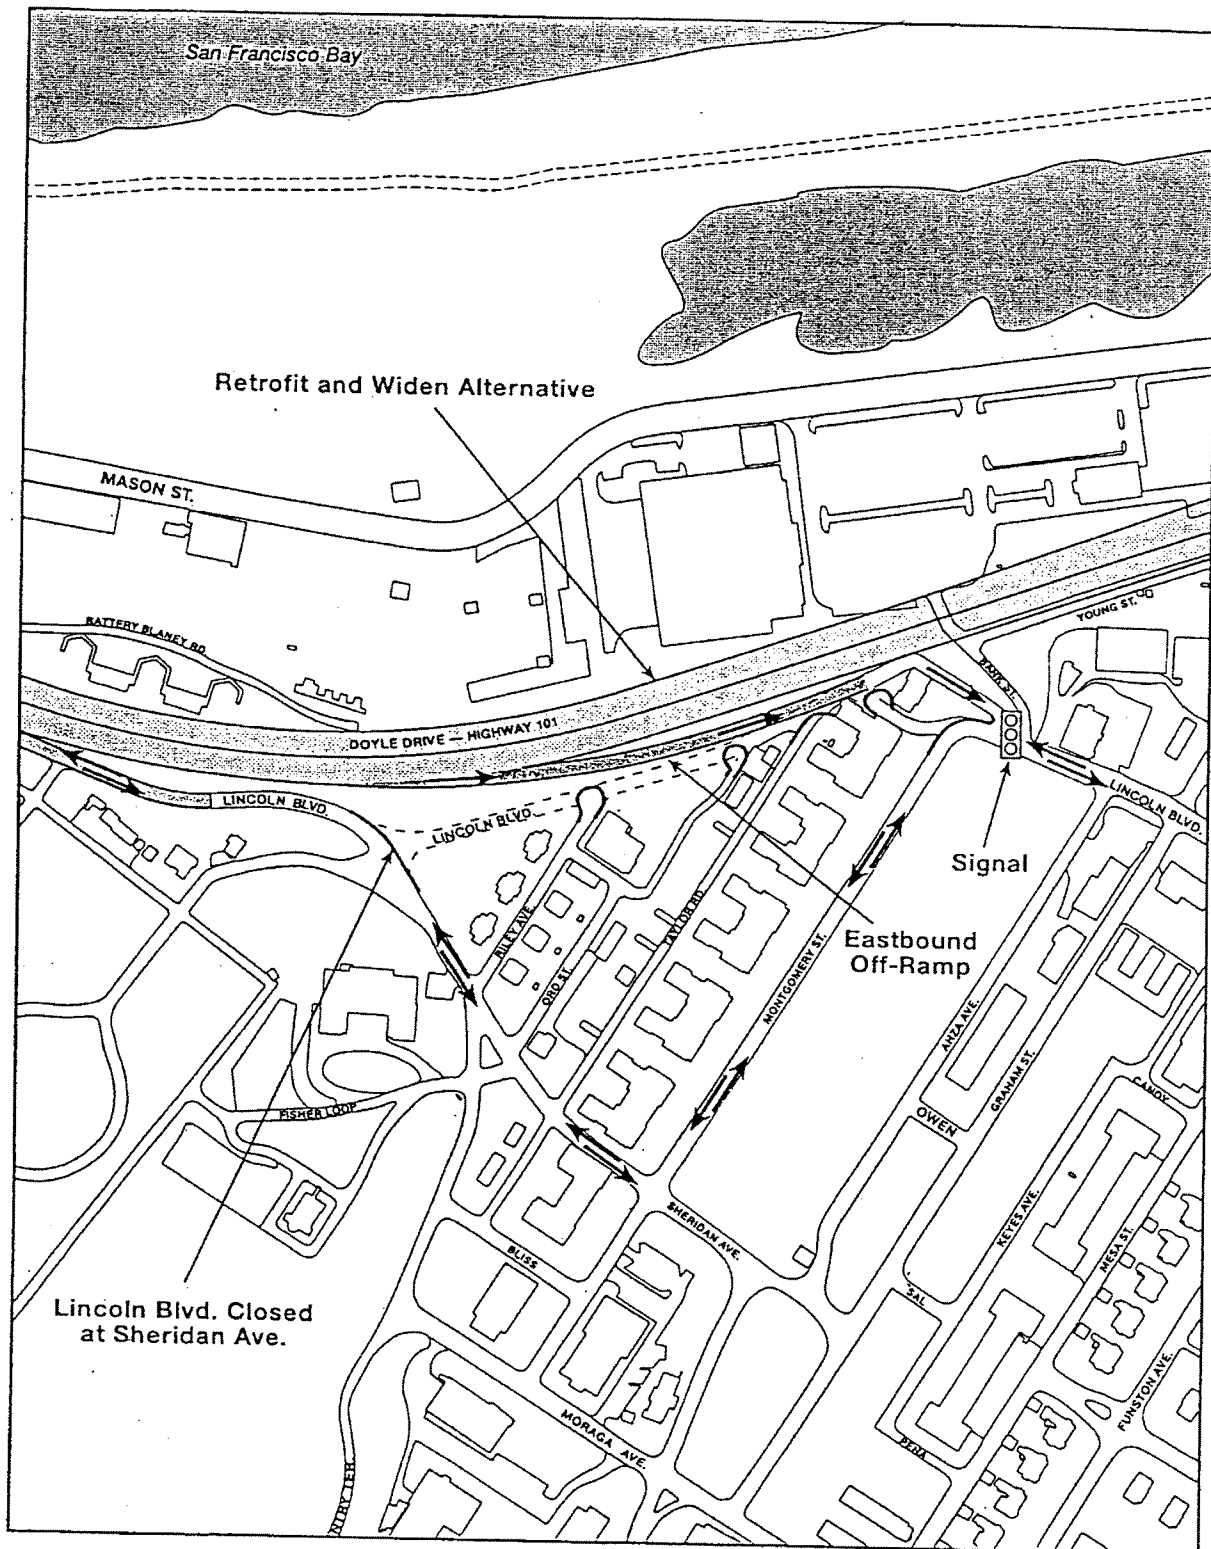 San Francisco Bay
Retrofit and Widen Alternative
MASON ST.
BATTERY BLANEY RD.
YOUNG ST.
BANK ST.
DOYLE DRIVE — HIGHWAY 101
LINCOLN BLVD.
LINCOLN BLVD.
LINCOLN BLVD.
Signal
Eastbound
Off-Ramp
RILEY AVE.
ORD ST.
TAYLOR RD.
MONTGOMERY ST.
ANZA AVE.
GRAHAM ST.
OWEN
CANDY
FISHER LOOP
SHERIDAN AVE.
KEYES AVE.
MESA ST.
BLISS
SAL
Lincoln Blvd. Closed
at Sheridan Ave.
FUNSTON AVE.
MORAGA AVE.
PENA